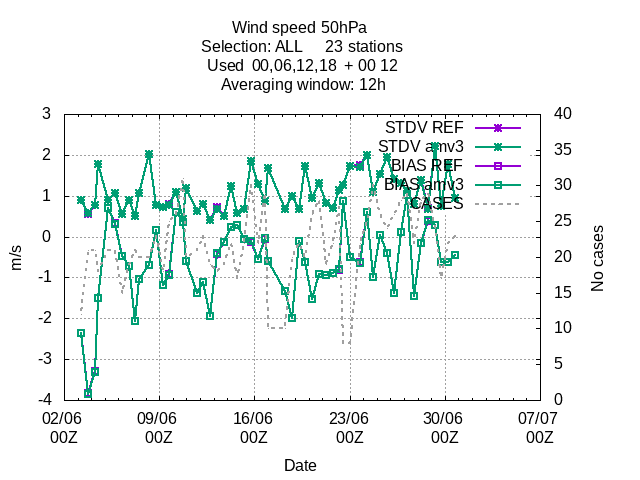 Wind speed 50hPa
Selection: ALL 23 stations
Used 00,06,12,18 + 00 12
Averaging window: 12h
3
2
1
0
-1
-2
-3
-4
m/s
40
35
30
25
20
15
10
5
0
No cases
STDV REF
STDV amv3
BIAS REF
BIAS amv3
CASES
02/06 09/06 16/06 23/06 30/06 07/07
00Z 00Z 00Z 00Z 00Z 00Z
Date